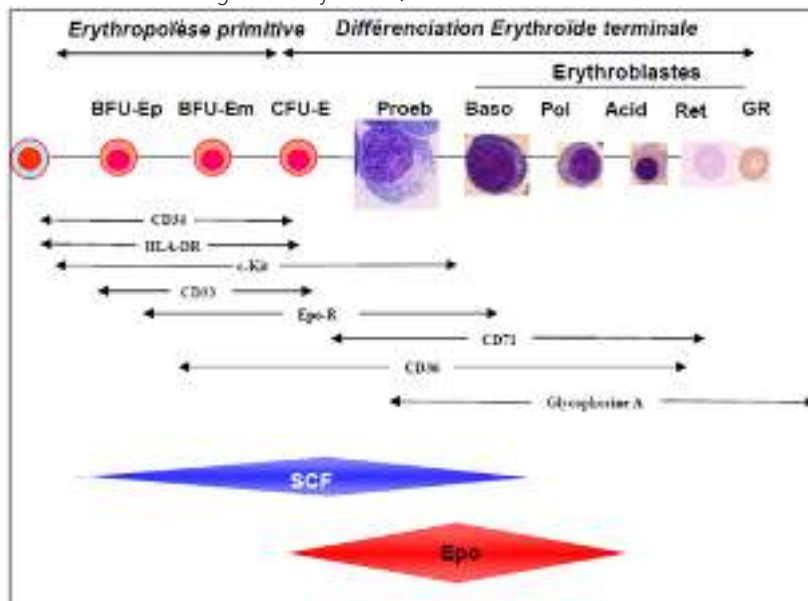 Erythropoïèse primitive Différenciation Erythroïde terminale
Erythroblastes
BFU-Ep BFU-Em CFU-E Proeb Baso Pol Acid Ret GR
CD34
HLA-DR
c-Kit
CD33
Epo-R
CD71
CD36
Glycophorine A
SCF
Epo